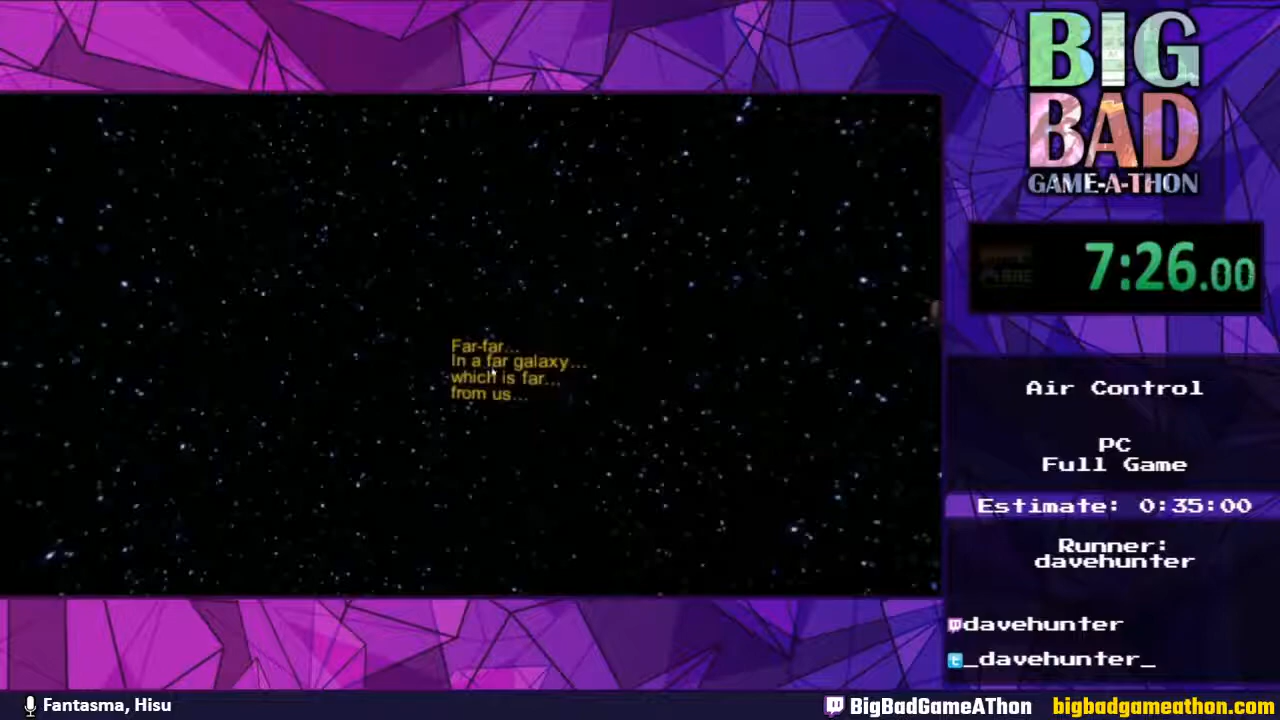 BIG
BAD
GAME-A-THON
7:26.00
Far-far...
In a far galaxy...
which is far...
from us...
Air Control
PC
Full Game
Estimate: 0:35:00
Runner:
davehunter
davehunter
_davehunter_
Fantasma, Hisu
BigBadGameAThon
bigbadgameathon.com